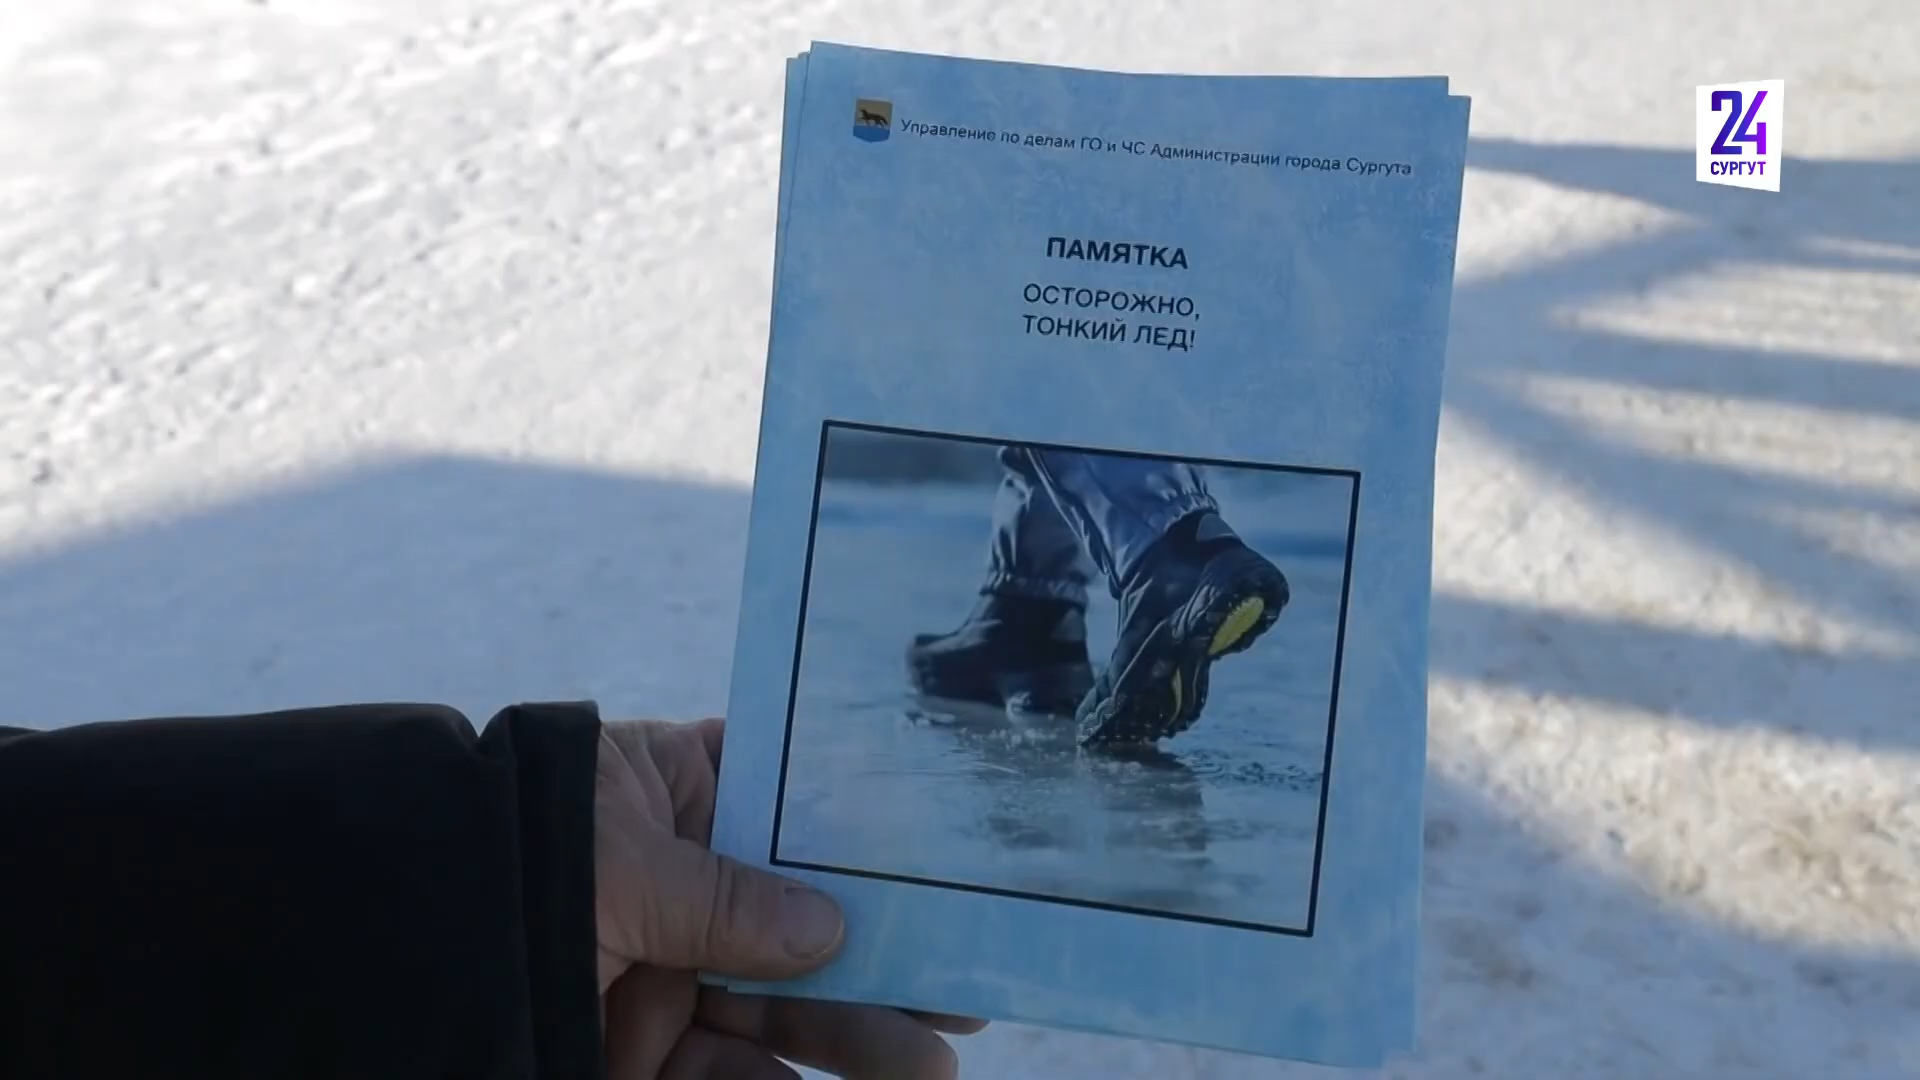 Управление по делам ГО и ЧС Администрации города Сургута
ПАМЯТКА
ОСТОРОЖНО,
ТОНКИЙ ЛЕД!
24
СУРГУТ